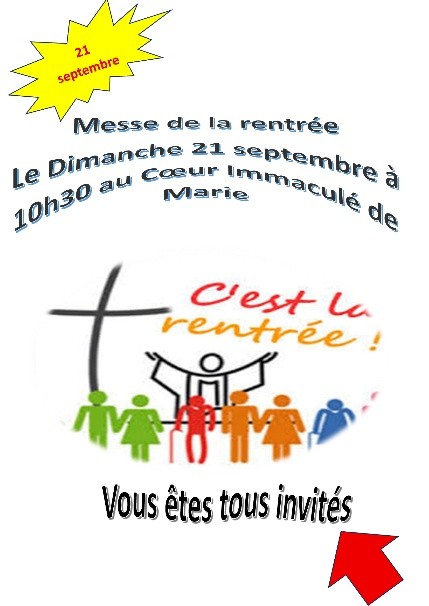 21
septembre
Messe de la rentrée
Le Dimanche 21 septembre à
10h30 au Cœur Immaculé de
Marie
C'est la
rentrée !
Vous êtes tous invités